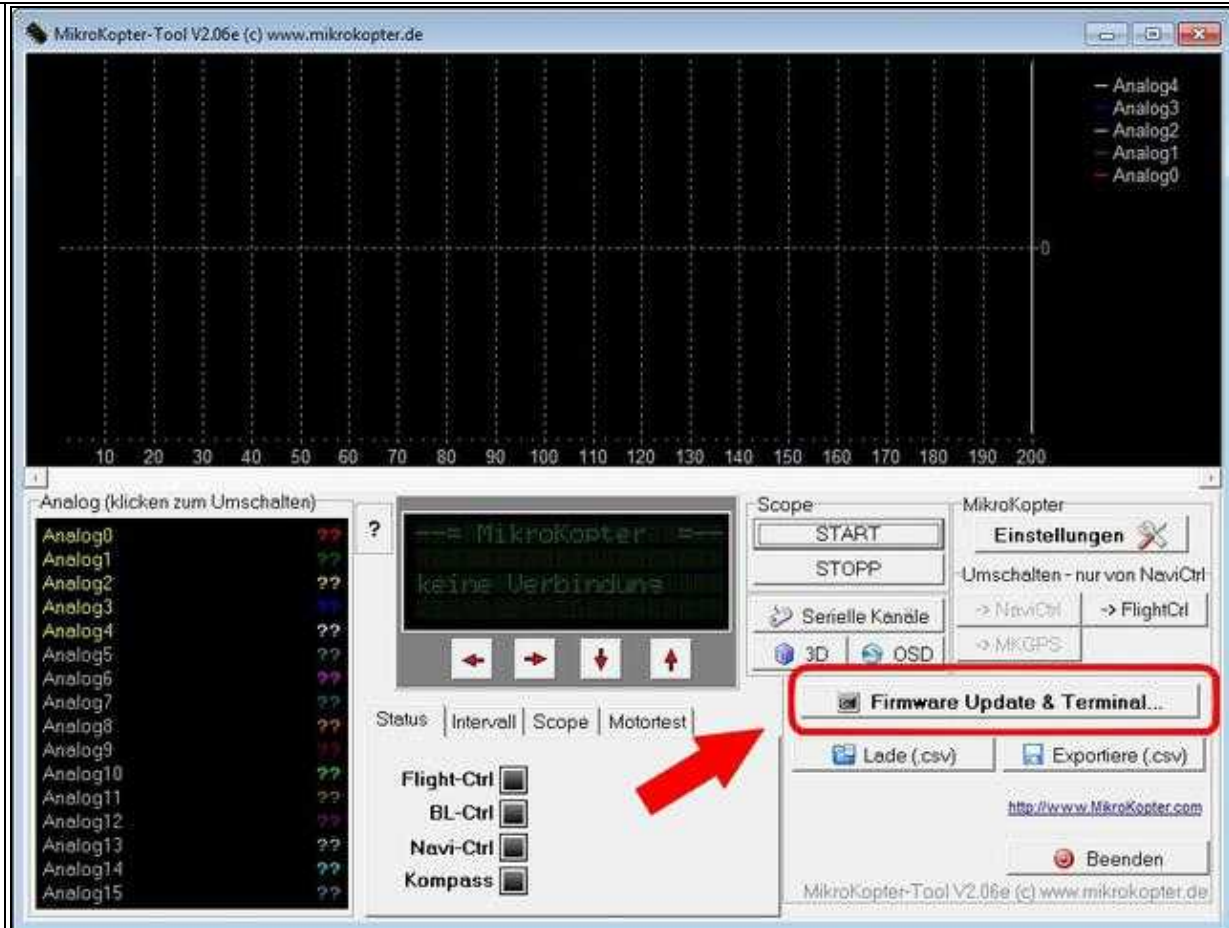 MikroKopter-Tool V2.06e (c) www.mikrokopter.de
Analog4
Analog3
Analog2
Analog1
Analog0
0
10 20 30 40 50 60 70 80 90 100 110 120 130 140 150 160 170 180 190 200
Analog (klicken zum Umschalten)
Analog0 ??
Analog1 ??
Analog2 ??
Analog3 ??
Analog4 ??
Analog5 ??
Analog6 ??
Analog7 ??
Analog8 ??
Analog9 ??
Analog10 ??
Analog11 ??
Analog12 ??
Analog13 ??
Analog14 ??
Analog15 ??
?
--= MikroKopter =--
keine Verbindung
Status Intervall Scope Motortest
Flight-Ctrl
BL-Ctrl
Navi-Ctrl
Kompass
Scope
START
STOPP
Serielle Kanäle
3D OSD
MikroKopter
Einstellungen
Umschalten - nur von NaviCtrl
-> NaviCtrl -> FlightCrl
-> MKGPS
Firmware Update & Terminal...
Lade (.csv) Exportiere (.csv)
http://www.MikroKopter.com
Beenden
MikroKopter-Tool V2.06e (c) www.mikrokopter.de